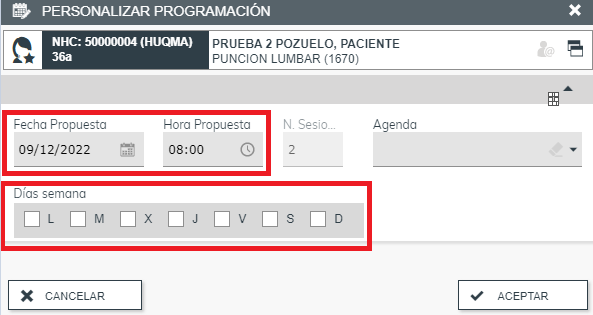 PERSONALIZAR PROGRAMACIÓN
NHC: 50000004 (HUQMA)
36a
PRUEBA 2 POZUELO, PACIENTE
PUNCION LUMBAR (1670)
Fecha Propuesta Hora Propuesta N. Sesio... Agenda
09/12/2022 08:00 2
Días semana
L M X J V S D
CANCELAR ACEPTAR